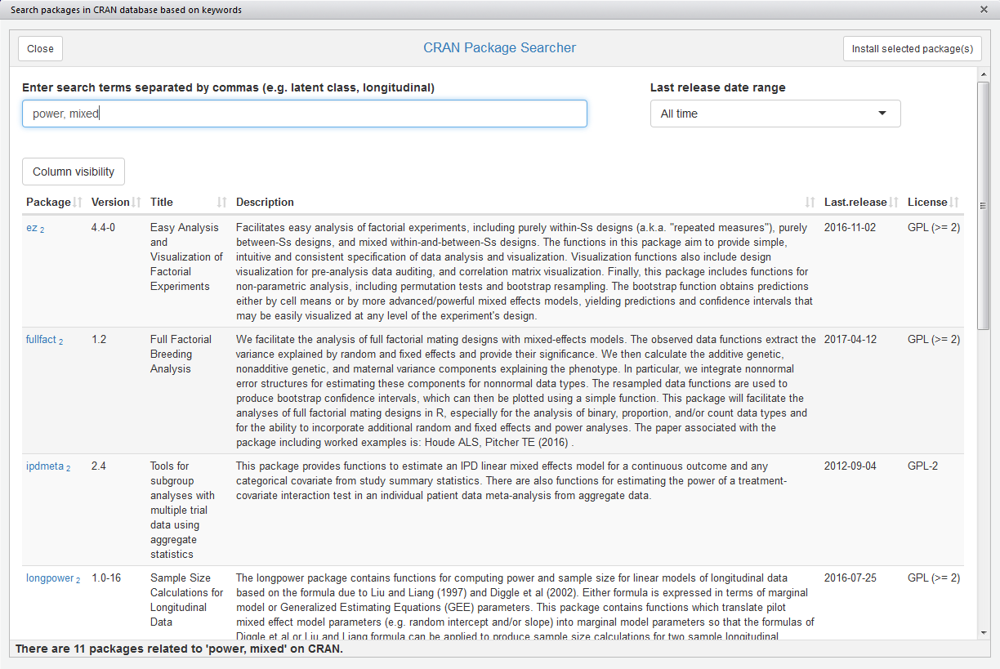 Search packages in CRAN database based on keywords
Close
CRAN Package Searcher
Install selected package(s)
Enter search terms separated by commas (e.g. latent class, longitudinal)
Last release date range
power, mixed
All time
Column visibility
Package Version Title Description Last.release License
ez 2
4.4-0
Easy Analysis
and
Visualization of
Factorial
Experiments
Facilitates easy analysis of factorial experiments, including purely within-Ss designs (a.k.a. "repeated measures"), purely
between-Ss designs, and mixed within-and-between-Ss designs. The functions in this package aim to provide simple,
intuitive and consistent specification of data analysis and visualization. Visualization functions also include design
visualization for pre-analysis data auditing, and correlation matrix visualization. Finally, this package includes functions for
non-parametric analysis, including permutation tests and bootstrap resampling. The bootstrap function obtains predictions
either by cell means or by more advanced/powerful mixed effects models, yielding predictions and confidence intervals that
may be easily visualized at any level of the experiment's design.
2016-11-02
GPL (>= 2)
fullfact 2
1.2
Full Factorial
Breeding
Analysis
We facilitate the analysis of full factorial mating designs with mixed-effects models. The observed data functions extract the
variance explained by random and fixed effects and provide their significance. We then calculate the additive genetic,
nonadditive genetic, and maternal variance components explaining the phenotype. In particular, we integrate nonnormal
error structures for estimating these components for nonnormal data types. The resampled data functions are used to
produce bootstrap confidence intervals, which can then be plotted using a simple function. This package will facilitate the
analyses of full factorial mating designs in R, especially for the analysis of binary, proportion, and/or count data types and
for the ability to incorporate additional random and fixed effects and power analyses. The paper associated with the
package including worked examples is: Houde ALS, Pitcher TE (2016) .
2017-04-12
GPL (>= 2)
ipdmeta 2
2.4
Tools for
subgroup
analyses with
multiple trial
data using
aggregate
statistics
This package provides functions to estimate an IPD linear mixed effects model for a continuous outcome and any
categorical covariate from study summary statistics. There are also functions for estimating the power of a treatment-
covariate interaction test in an individual patient data meta-analysis from aggregate data.
2012-09-04
GPL-2
longpower 2
1.0-16
Sample Size
Calculations for
Longitudinal
Data
The longpower package contains functions for computing power and sample size for linear models of longitudinal data
based on the formula due to Liu and Liang (1997) and Diggle et al (2002). Either formula is expressed in terms of marginal
model or Generalized Estimating Equations (GEE) parameters. This package contains functions which translate pilot
mixed effect model parameters (e.g. random intercept and/or slope) into marginal model parameters so that the formulas of
Diggle et al or Liu and Liang formula can be applied to produce sample size calculations for two sample longitudinal
2016-07-25
GPL (>= 2)
There are 11 packages related to 'power, mixed' on CRAN.